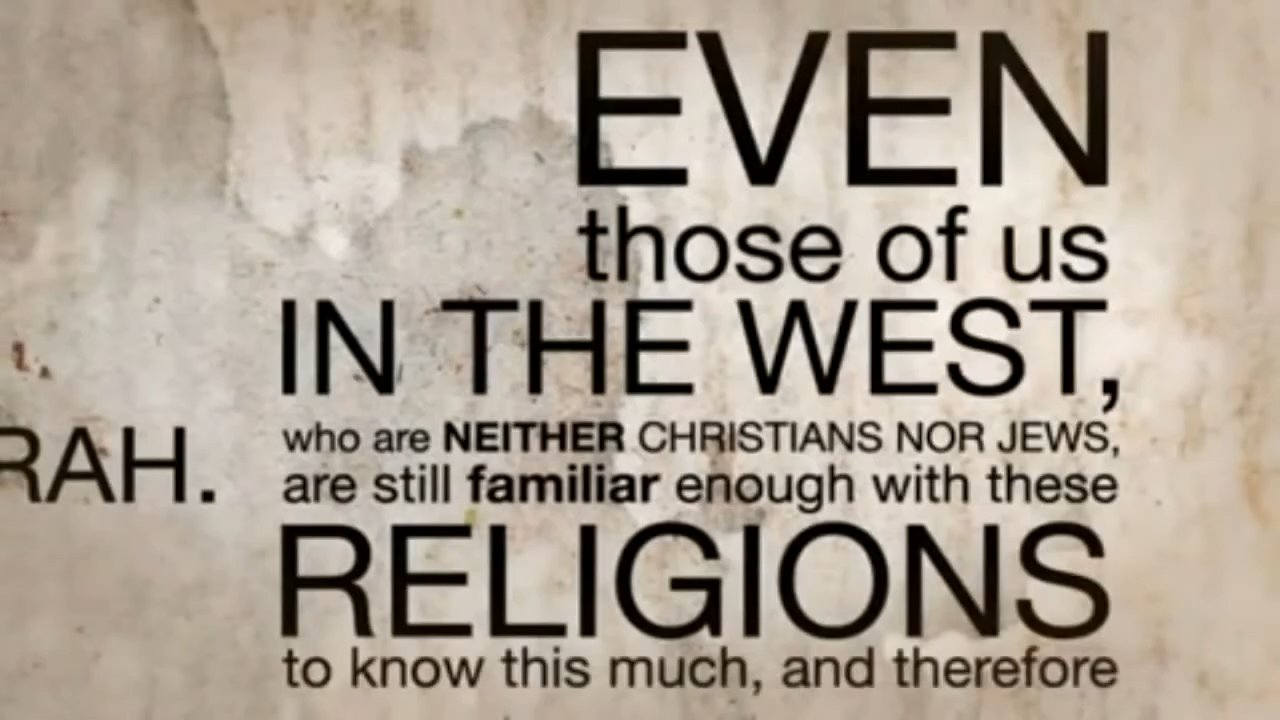 EVEN
those of us
IN THE WEST,
RAH.
who are NEITHER CHRISTIANS NOR JEWS,
are still familiar enough with these
RELIGIONS
to know this much, and therefore